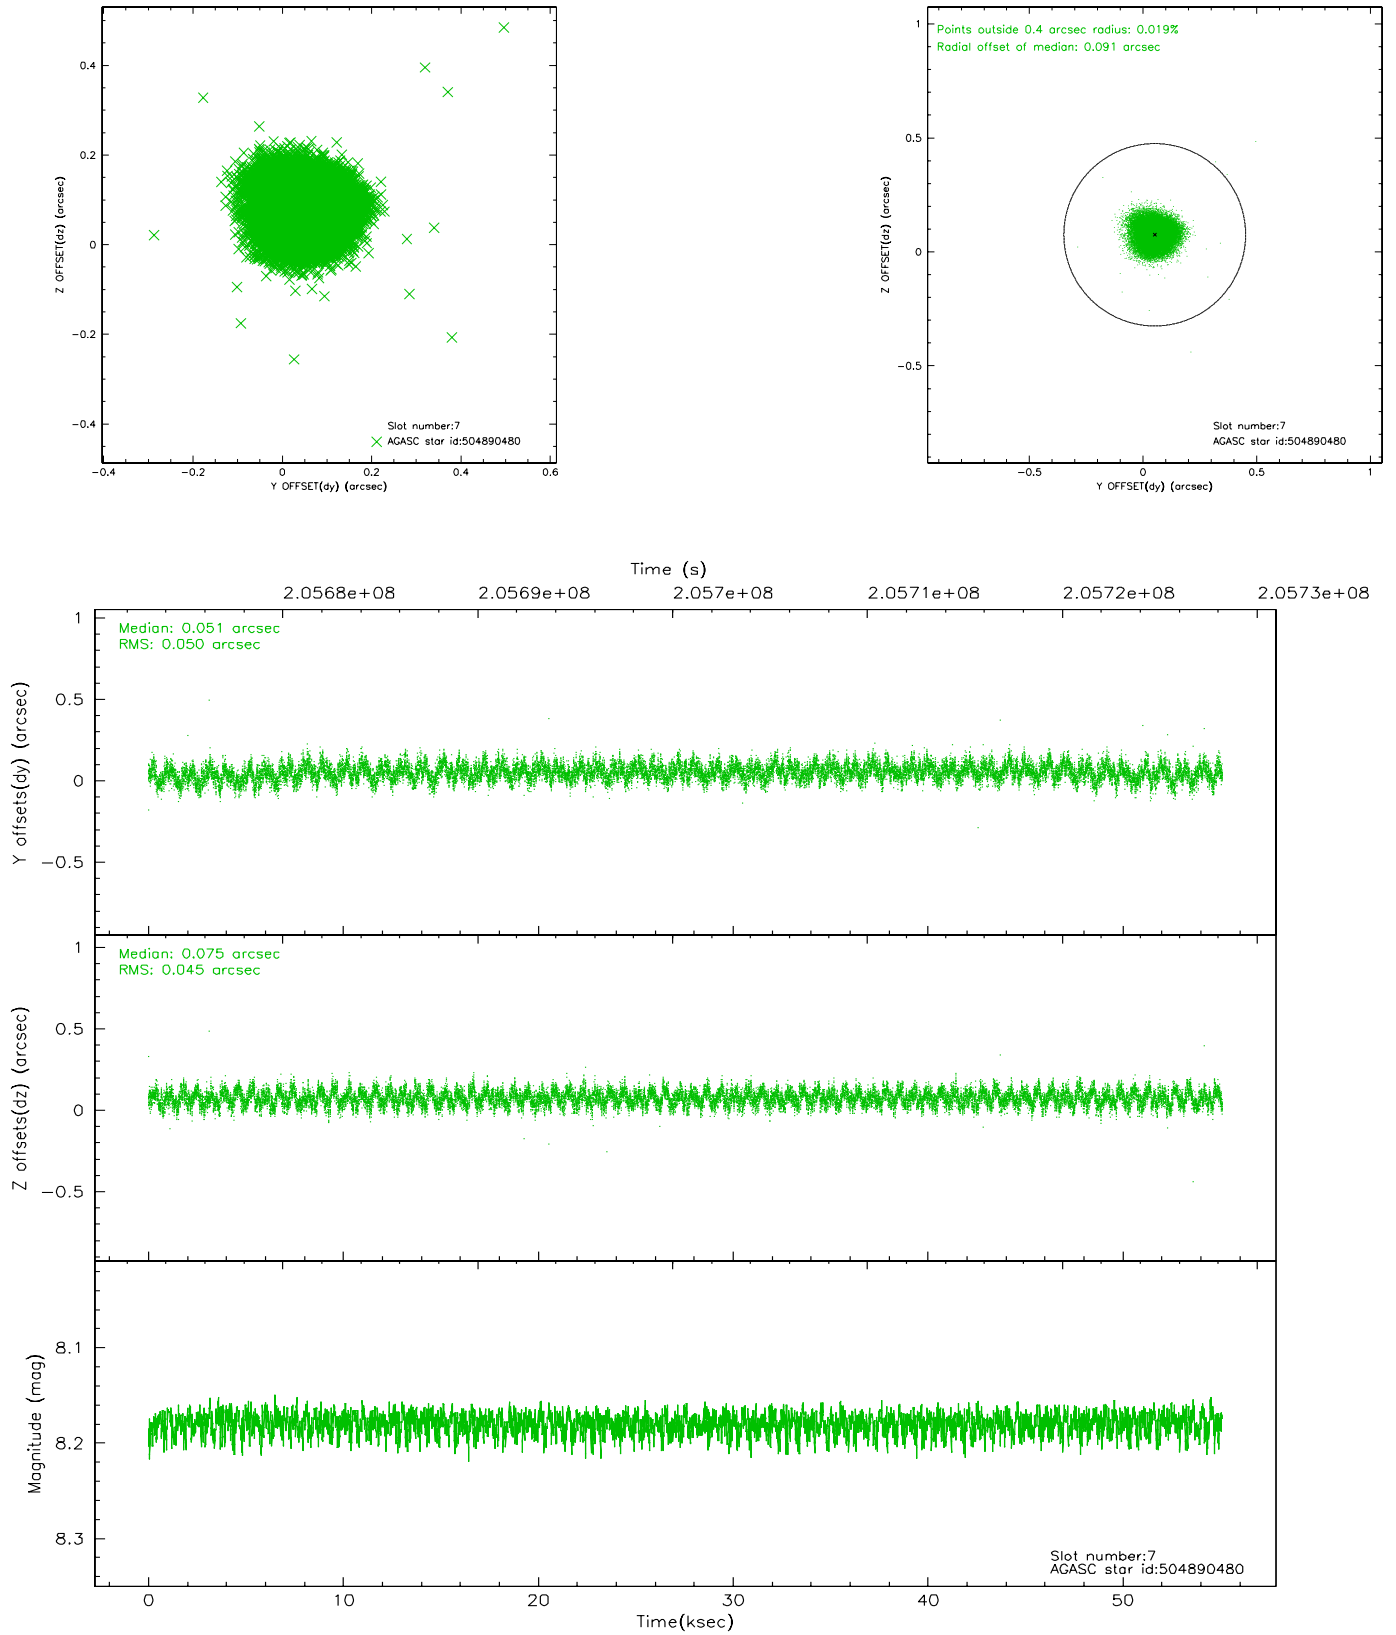 0.4
0.2
0
−0.2
−0.4
Z OFFSET(dz) (arcsec)
Slot number:7
AGASC star id:504890480
−0.4 −0.2 0 0.2 0.4 0.6
Y OFFSET(dy) (arcsec)
Points outside 0.4 arcsec radius: 0.019%
Radial offset of median: 0.091 arcsec
1
0.5
0
−0.5
Z OFFSET(dz) (arcsec)
Slot number:7
AGASC star id:504890480
−0.5 0 0.5 1
Y OFFSET(dy) (arcsec)
Time (s)
2.0568e+08 2.0569e+08 2.057e+08 2.0571e+08 2.0572e+08 2.0573e+08
Median: 0.051 arcsec
RMS: 0.050 arcsec
1
0.5
0
−0.5
Y offsets(dy) (arcsec)
Median: 0.075 arcsec
RMS: 0.045 arcsec
1
0.5
0
−0.5
Z offsets(dz) (arcsec)
8.1
8.2
8.3
Magnitude (mag)
Slot number:7
AGASC star id:504890480
0 10 20 30 40 50
Time(ksec)